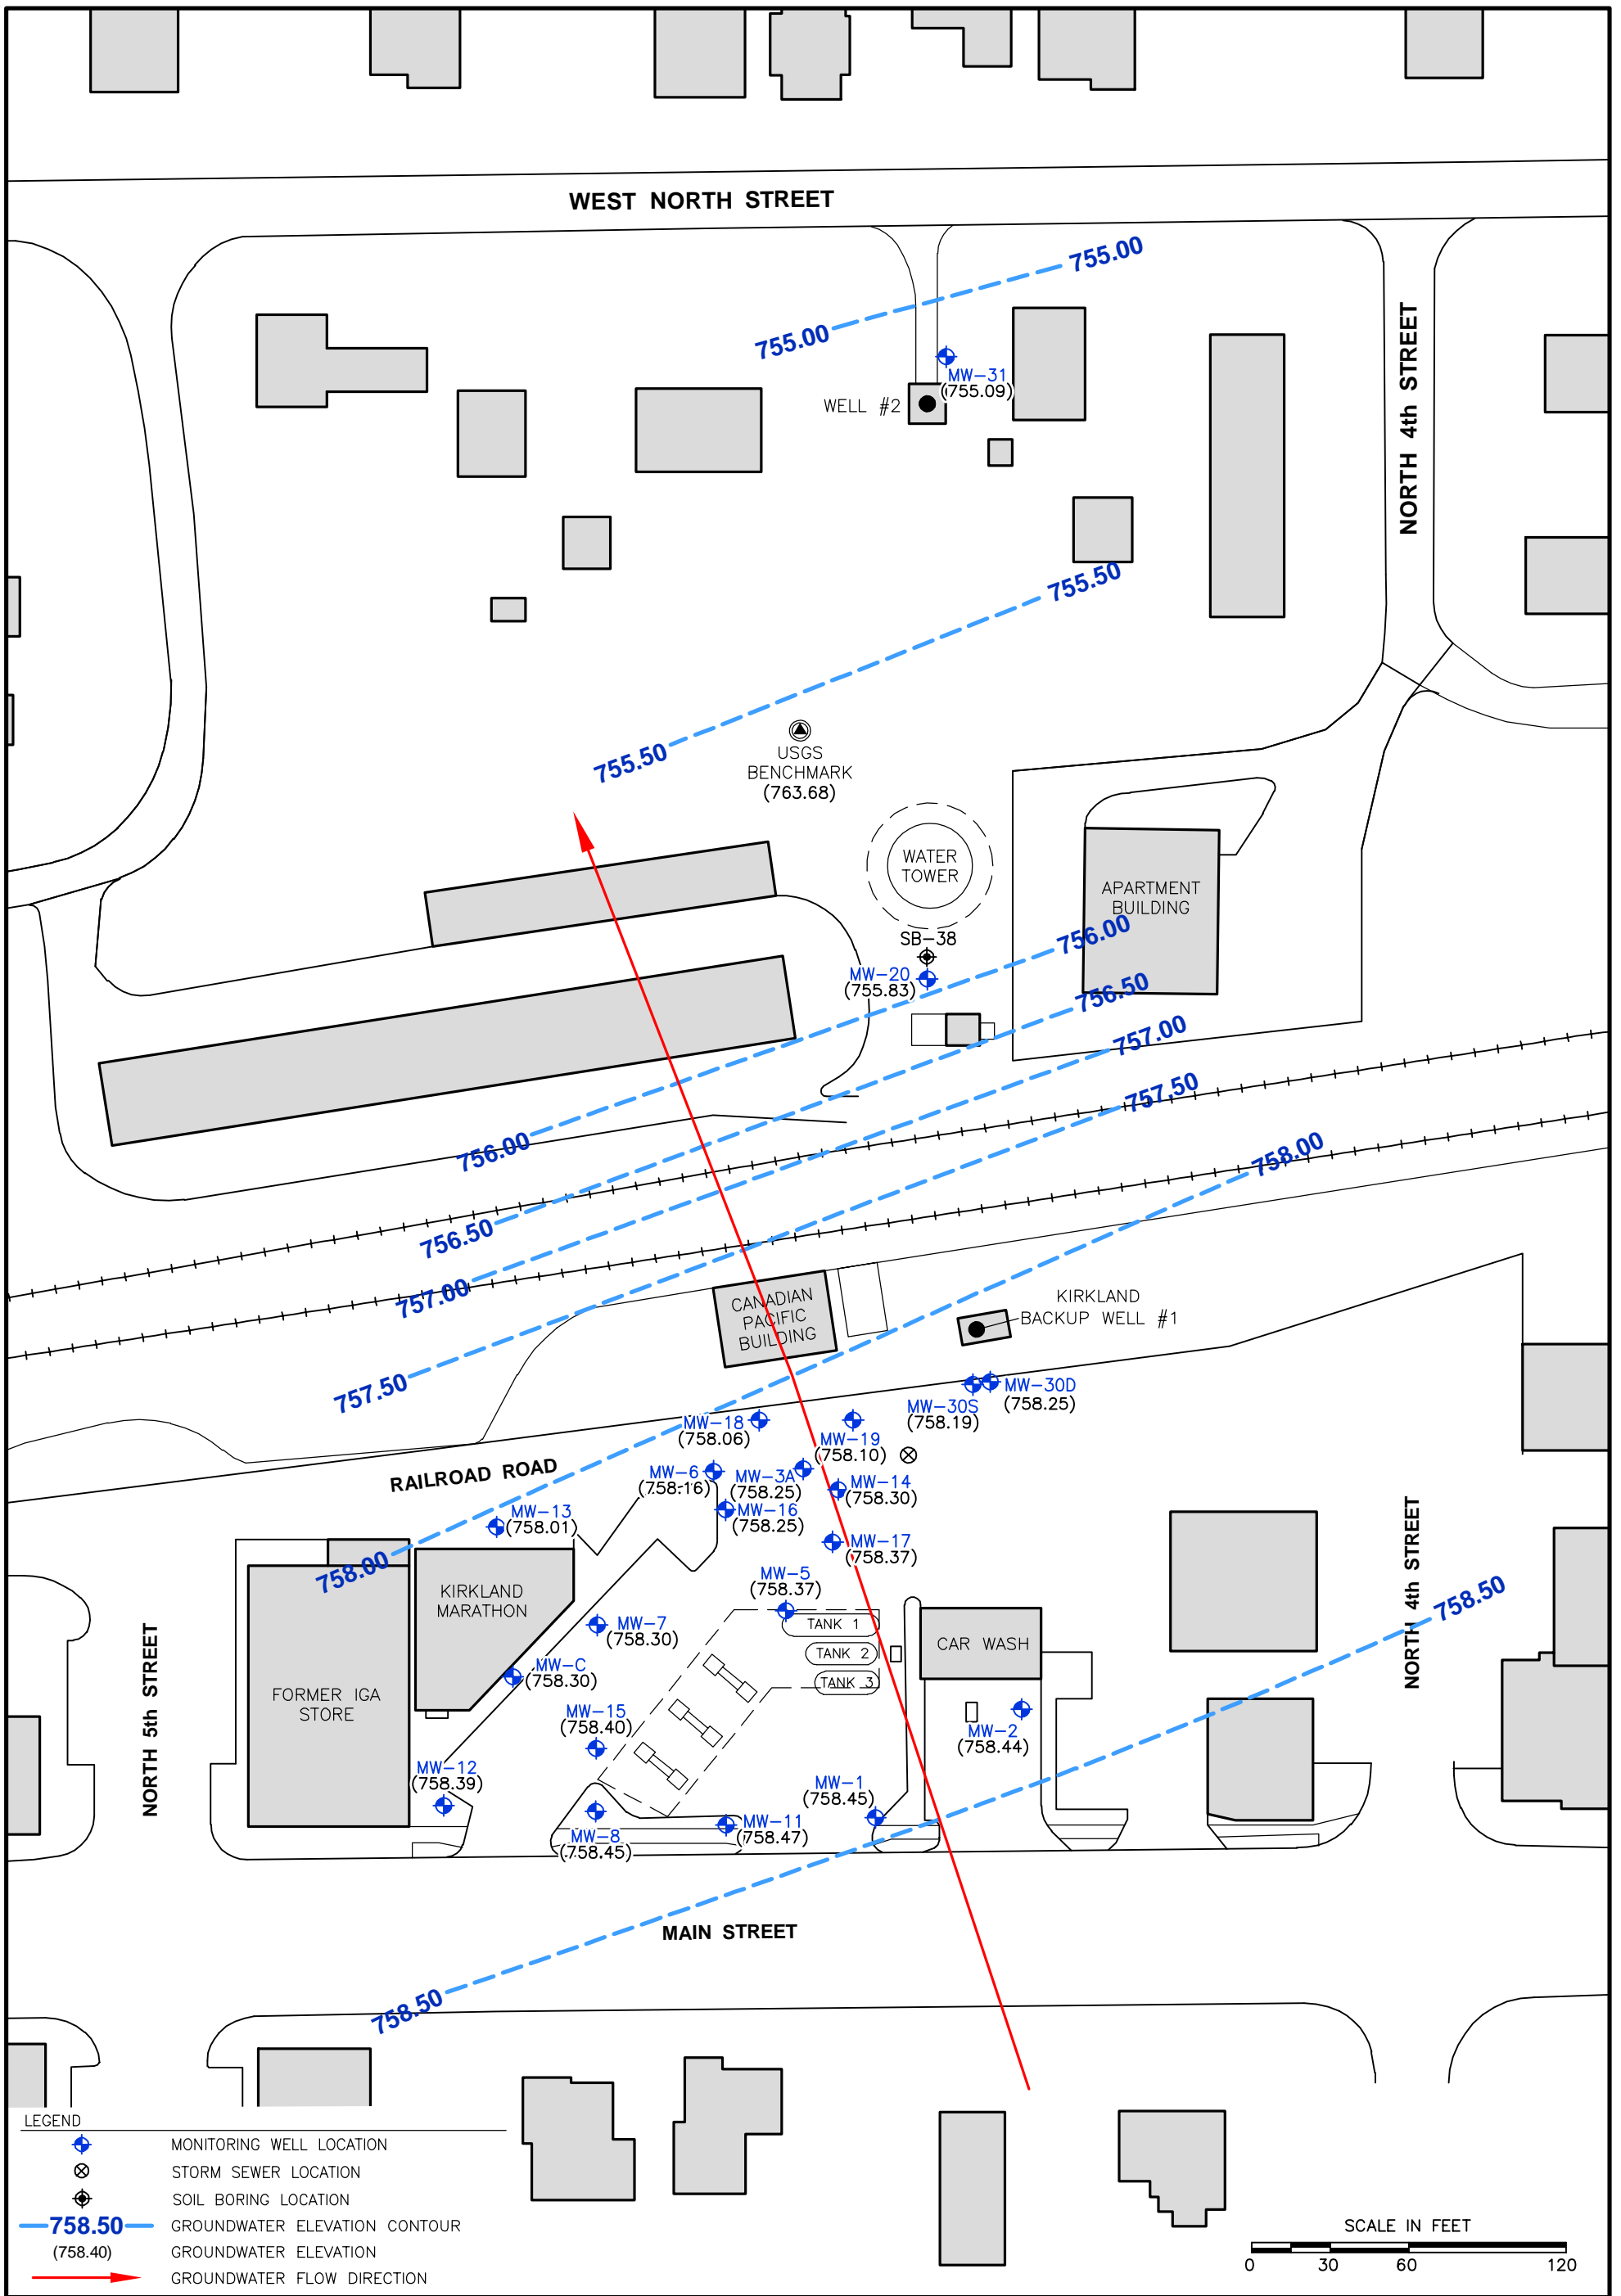 WEST NORTH STREET
755.00
755.00
MW-31
(755.09)
WELL #2
NORTH 4th STREET
755.50
755.50
USGS
BENCHMARK
(763.68)
WATER
TOWER
APARTMENT
BUILDING
SB-38
756.00
MW-20
(755.83)
756.50
757.00
757.50
756.00
758.00
756.50
757.00
CANADIAN
PACIFIC
BUILDING
KIRKLAND
BACKUP WELL #1
757.50
MW-30D
(758.25)
MW-30S
(758.19)
MW-18
(758.06)
MW-19
(758.10)
RAILROAD ROAD
MW-6
(758.16)
MW-3A
(758.25)
MW-14
(758.30)
MW-16
(758.25)
MW-13
(758.01)
MW-17
(758.37)
758.00
KIRKLAND
MARATHON
MW-5
(758.37)
NORTH 4th STREET
758.50
TANK 1
TANK 2
TANK 3
CAR WASH
MW-7
(758.30)
MW-C
(758.30)
NORTH 5th STREET
FORMER IGA
STORE
MW-15
(758.40)
MW-2
(758.44)
MW-12
(758.39)
MW-1
(758.45)
MW-11
(758.47)
MW-8
(758.45)
MAIN STREET
758.50
LEGEND
MONITORING WELL LOCATION
STORM SEWER LOCATION
SOIL BORING LOCATION
758.50 GROUNDWATER ELEVATION CONTOUR
(758.40) GROUNDWATER ELEVATION
GROUNDWATER FLOW DIRECTION
SCALE IN FEET
0 30 60 120